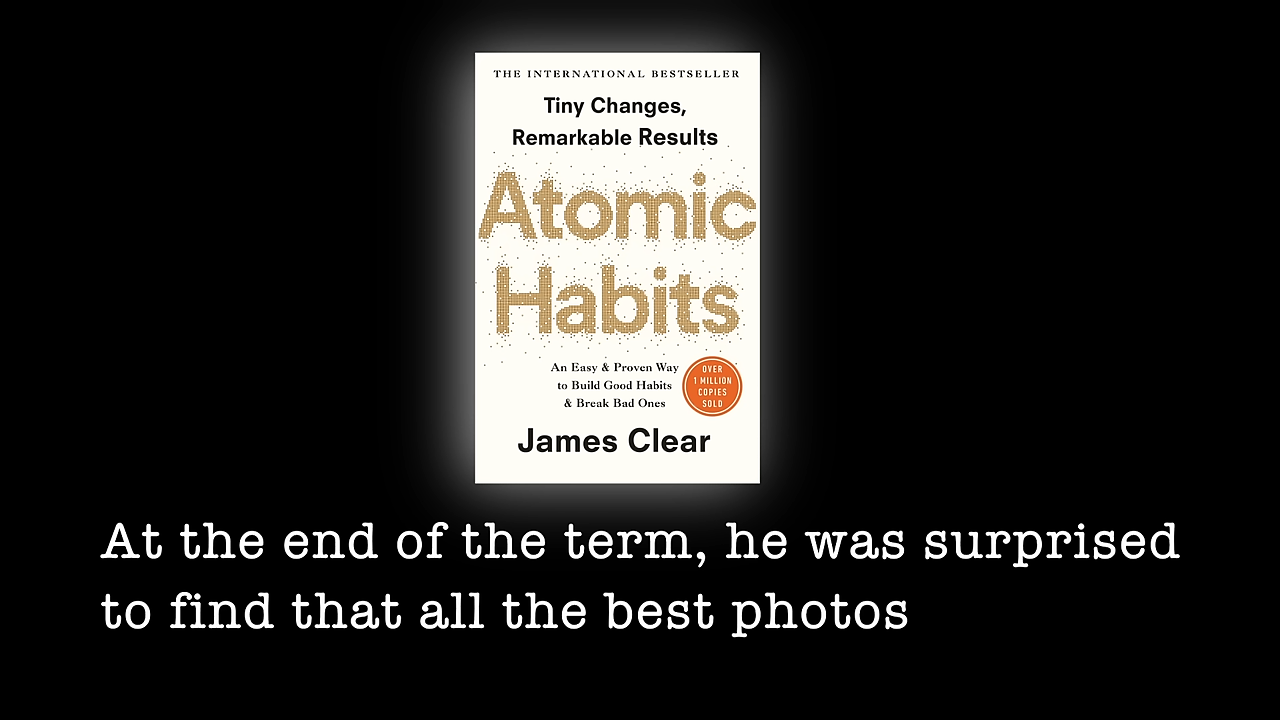 THE INTERNATIONAL BESTSELLER
Tiny Changes,
Remarkable Results
Atomic
Habits
An Easy & Proven Way
to Build Good Habits
& Break Bad Ones
OVER
1 MILLION
COPIES
SOLD
James Clear
At the end of the term, he was surprised
to find that all the best photos